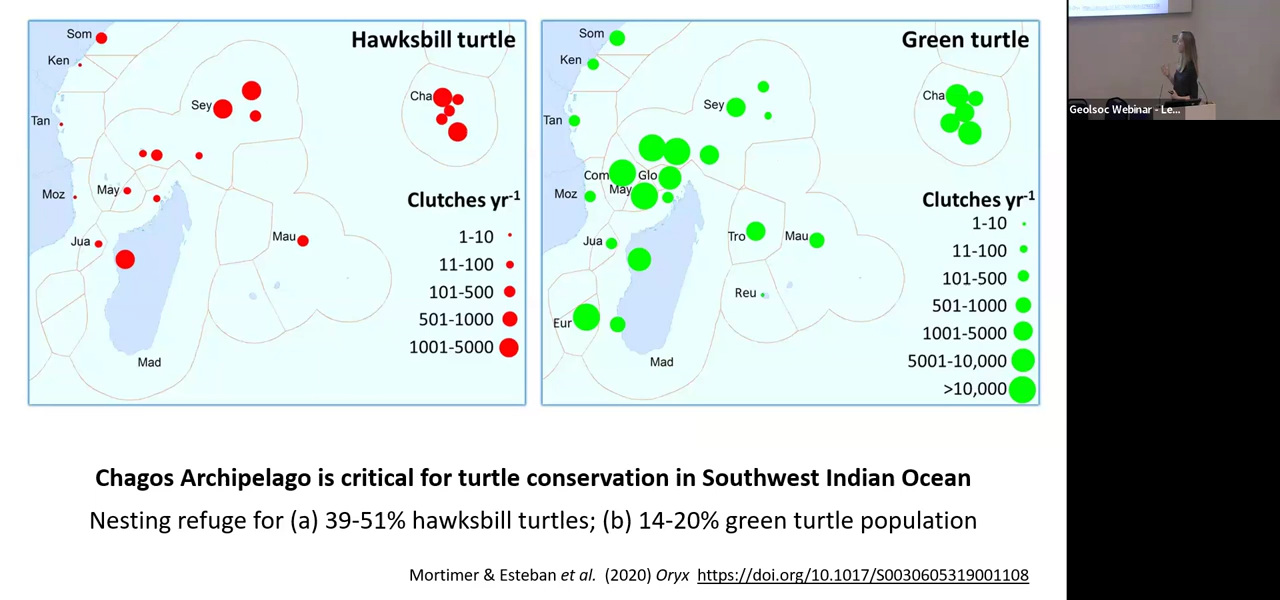 Hawksbill turtle
Som
Ken
Tan
Sey
Cha
Moz
May
Jua
Mau
Mad
Clutches yr-1
1-10
11-100
101-500
501-1000
1001-5000
Green turtle
Som
Ken
Tan
Sey
Cha
Com
Glo
Moz
May
Jua
Tro
Mau
Reu
Eur
Mad
Clutches yr-1
1-10
11-100
101-500
501-1000
1001-5000
5001-10,000
>10,000
Chagos Archipelago is critical for turtle conservation in Southwest Indian Ocean
Nesting refuge for (a) 39-51% hawksbill turtles; (b) 14-20% green turtle population
Mortimer & Esteban et al. (2020) Oryx https://doi.org/10.1017/S0030605319001108
Geolsoc Webinar - Le...